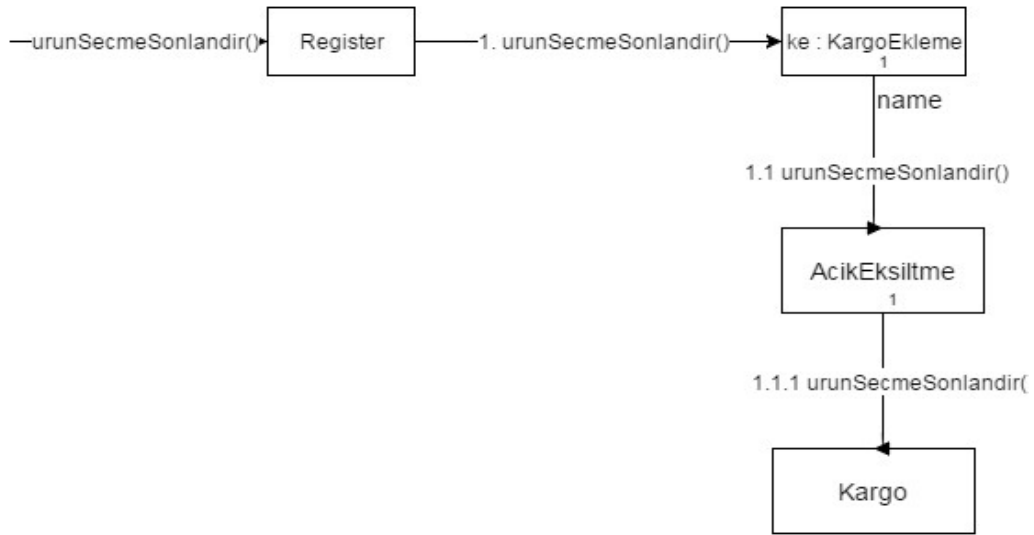 urunSecmeSonlandir()
Register
1. urunSecmeSonlandir()
ke : KargoEkleme
1
name
1.1 urunSecmeSonlandir()
AcikEksiltme
1
1.1.1 urunSecmeSonlandir(
Kargo